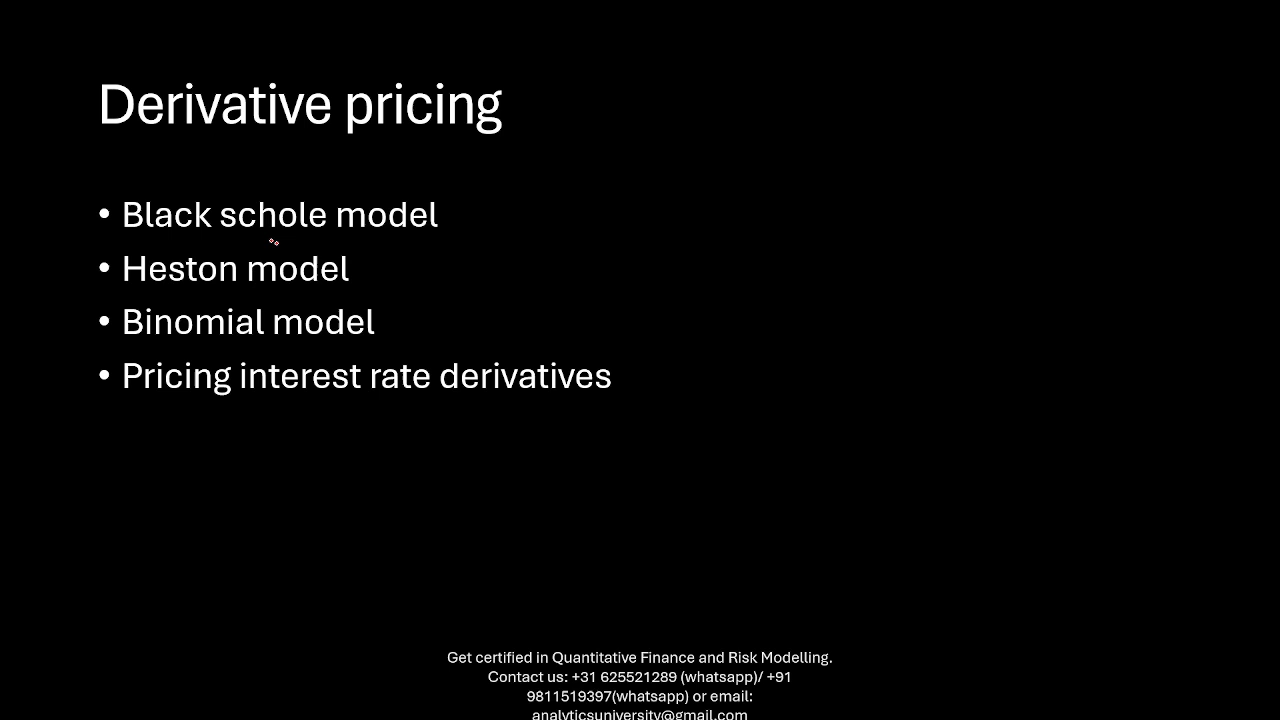 Derivative pricing
• Black schole model
• Heston model
• Binomial model
• Pricing interest rate derivatives
Get certified in Quantitative Finance and Risk Modelling.
Contact us: +31 625521289 (whatsapp)/ +91
9811519397(whatsapp) or email:
analyticsuniversity@gmail.com